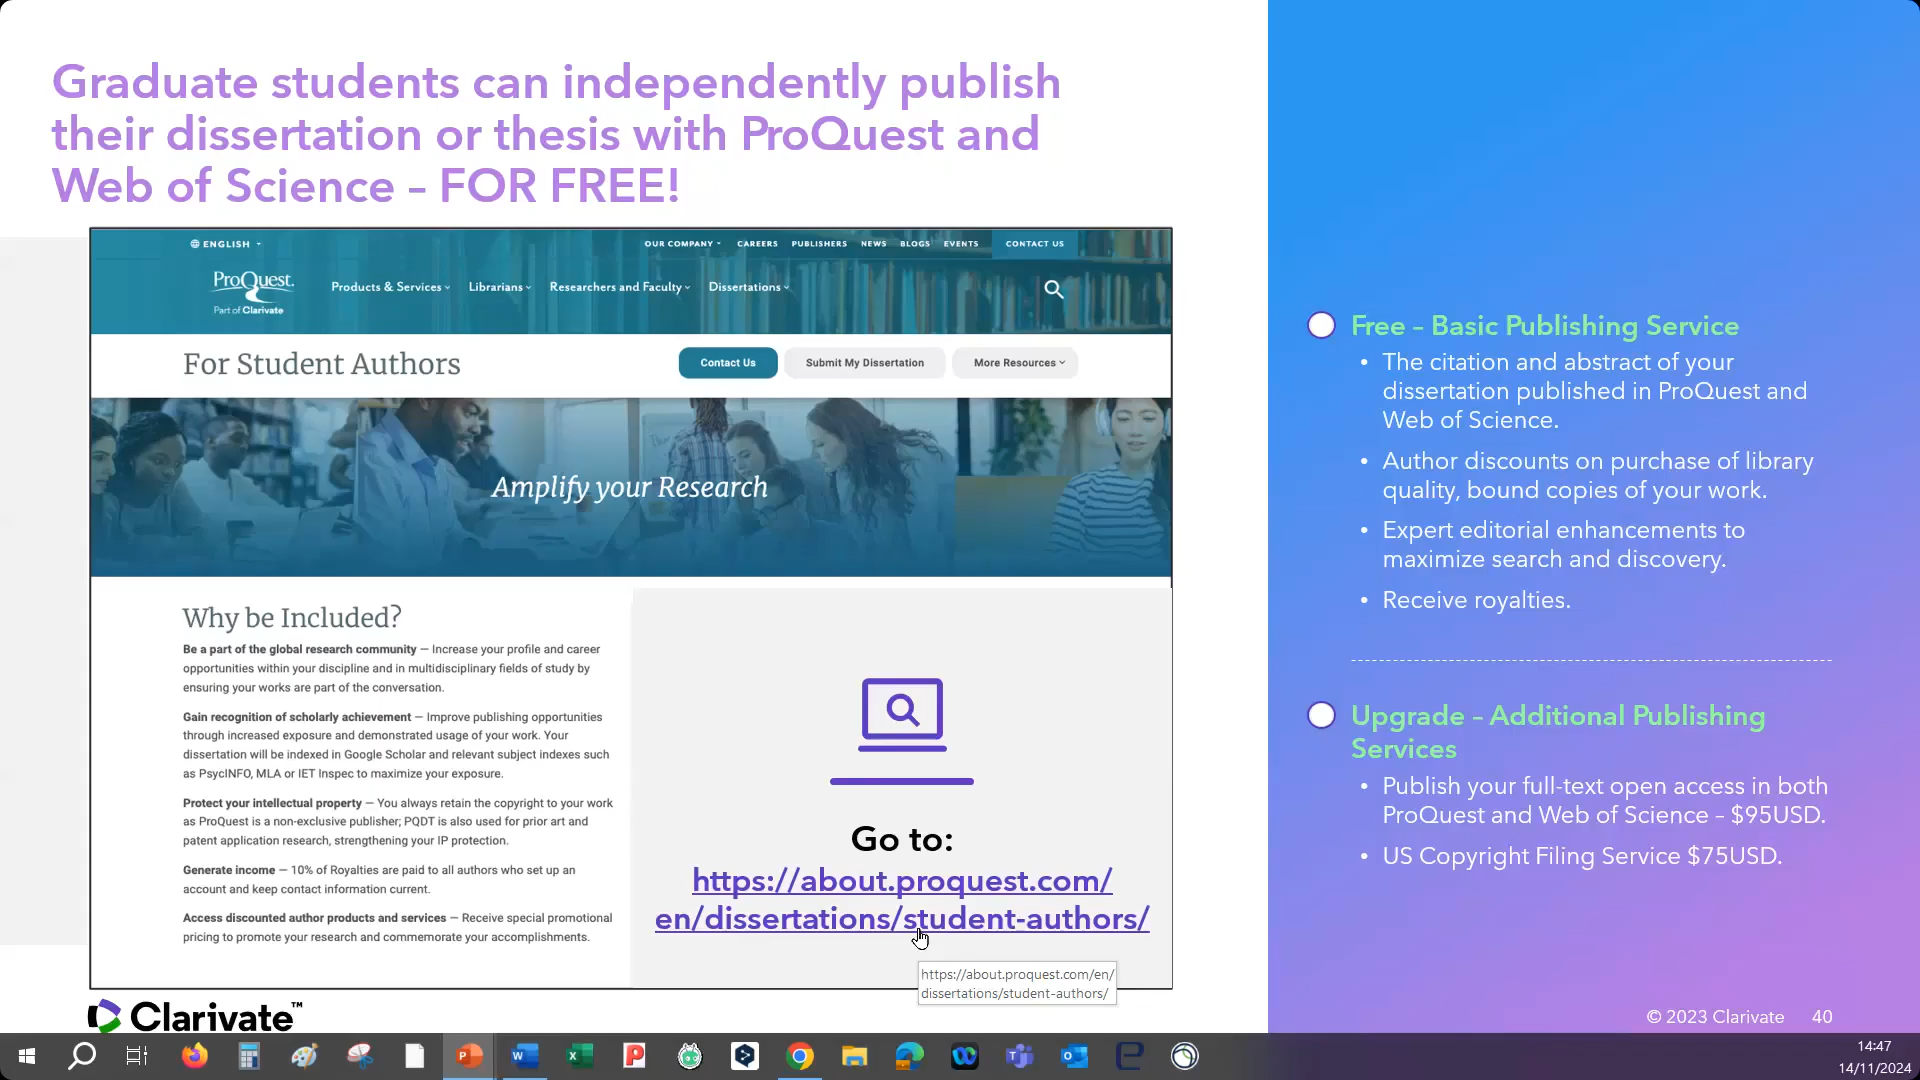 Graduate students can independently publish
their dissertation or thesis with ProQuest and
Web of Science – FOR FREE!
ENGLISH
OUR COMPANY
CAREERS
PUBLISHERS
NEWS
BLOGS
EVENTS
CONTACT US
ProQuest
Part of Clarivate
Products & Services
Librarians
Researchers and Faculty
Dissertations
For Student Authors
Contact Us
Submit My Dissertation
More Resources
Amplify your Research
Why be Included?
Be a part of the global research community — Increase your profile and career
opportunities within your discipline and in multidisciplinary fields of study by
ensuring your works are part of the conversation.
Gain recognition of scholarly achievement — Improve publishing opportunities
through increased exposure and demonstrated usage of your work. Your
dissertation will be indexed in Google Scholar and relevant subject indexes such
as PsycINFO, MLA or IET Inspec to maximize your exposure.
Protect your intellectual property — You always retain the copyright to your work
as ProQuest is a non-exclusive publisher; PQDT is also used for prior art and
patent application research, strengthening your IP protection.
Generate income — 10% of Royalties are paid to all authors who set up an
account and keep contact information current.
Access discounted author products and services — Receive special promotional
pricing to promote your research and commemorate your accomplishments.
Go to:
https://about.proquest.com/
en/dissertations/student-authors/
https://about.proquest.com/en/
dissertations/student-authors/
Free – Basic Publishing Service
• The citation and abstract of your
dissertation published in ProQuest and
Web of Science.
• Author discounts on purchase of library
quality, bound copies of your work.
• Expert editorial enhancements to
maximize search and discovery.
• Receive royalties.
Upgrade – Additional Publishing
Services
• Publish your full-text open access in both
ProQuest and Web of Science – $95USD.
• US Copyright Filing Service $75USD.
Clarivate™
© 2023 Clarivate 40
14:47
14/11/2024